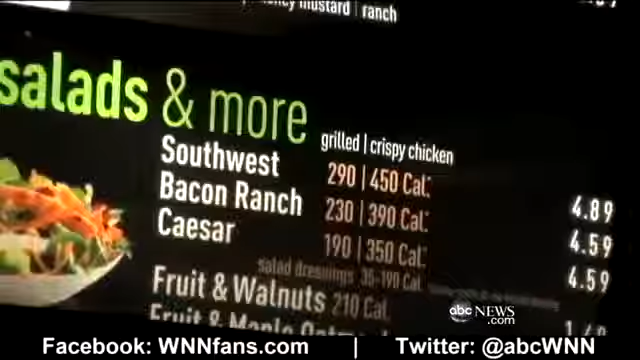 honey mustard | ranch
salads & more
grilled | crispy chicken
Southwest 290 | 450 Cal. 4.89
Bacon Ranch 230 | 390 Cal. 4.59
Caesar 190 | 350 Cal. 4.59
salad dressings 35-190 Cal.
Fruit & Walnuts 210 Cal.
Fruit & Maple
abc NEWS
.com
Facebook: WNNfans.com | Twitter: @abcWNN